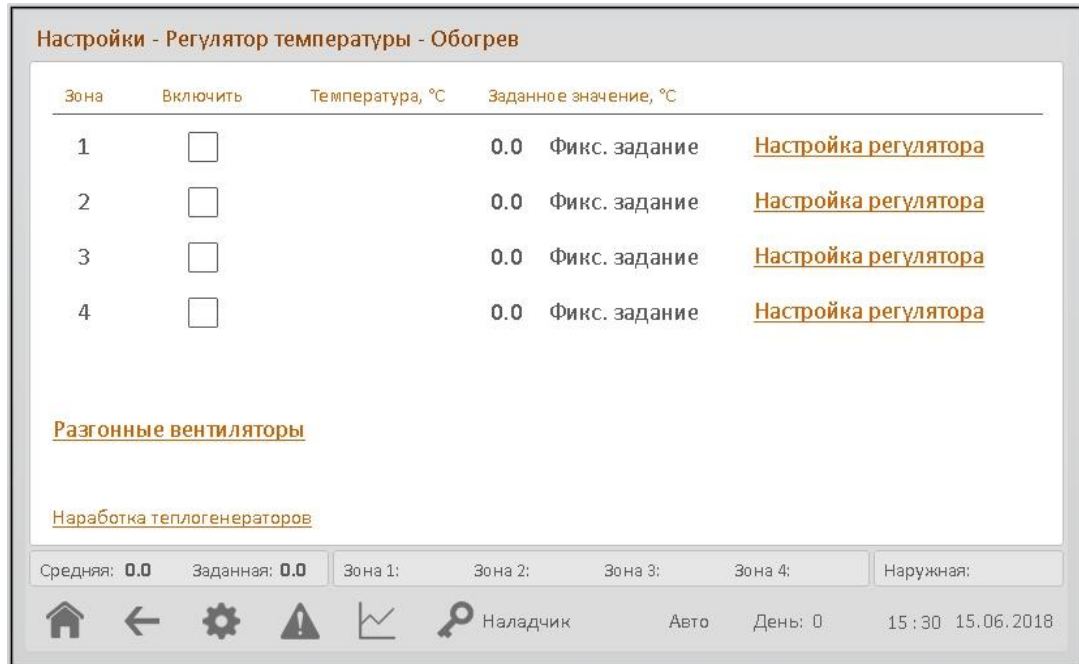 Настройки - Регулятор температуры - Обогрев
Зона Включить Температура, °C Заданное значение, °C
1 0.0 Фикс. задание Настройка регулятора
2 0.0 Фикс. задание Настройка регулятора
3 0.0 Фикс. задание Настройка регулятора
4 0.0 Фикс. задание Настройка регулятора
Разгонные вентиляторы
Наработка теплогенераторов
Средняя: 0.0 Заданная: 0.0 Зона 1: Зона 2: Зона 3: Зона 4: Наружная:
Наладчик Авто День: 0 15:30 15.06.2018